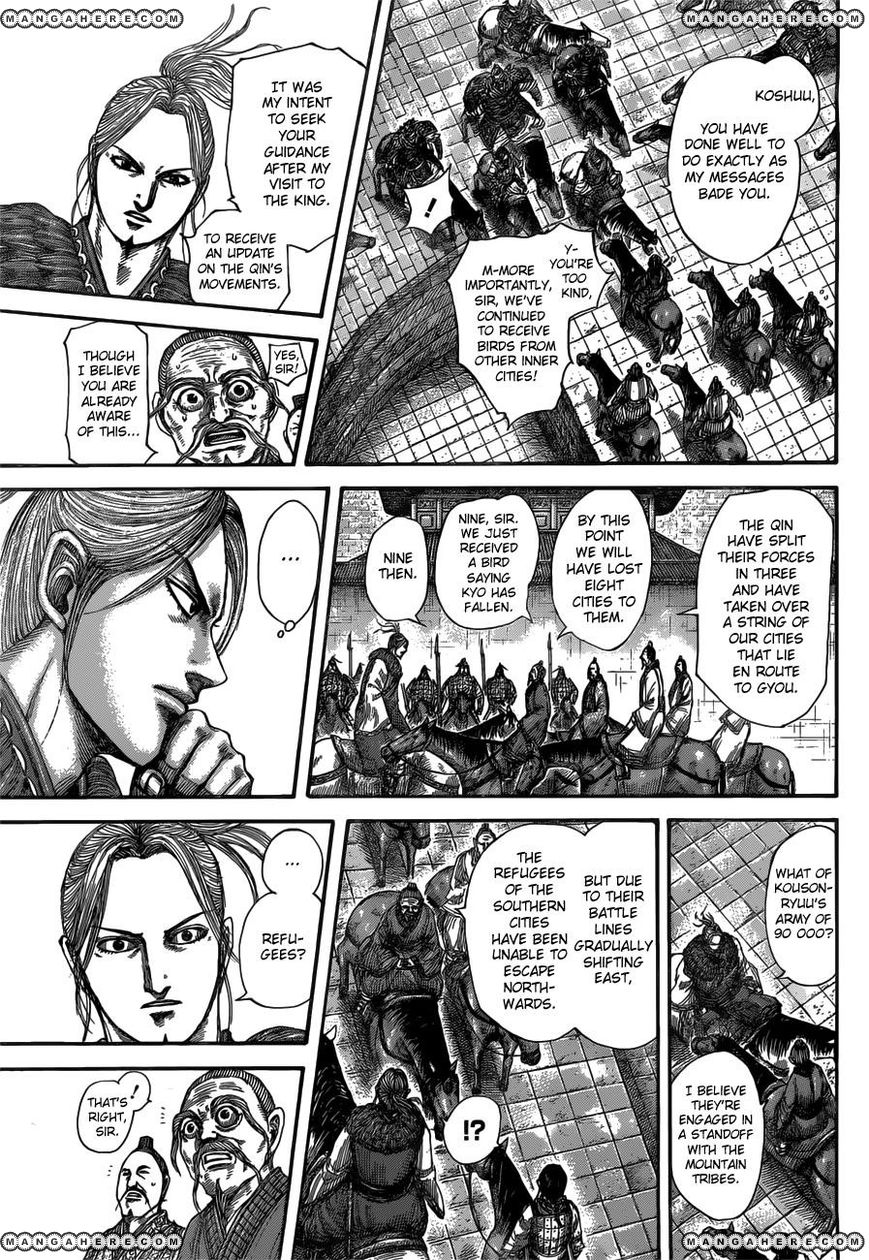 MANGAHERE.COM
MANGAHERE.COM
KOSHUU,
YOU HAVE
DONE WELL TO
DO EXACTLY AS
MY MESSAGES
BADE YOU.
!
Y-
YOU'RE
TOO
KIND,
M-MORE
IMPORTANTLY,
SIR, WE'VE
CONTINUED
TO RECEIVE
BIRDS FROM
OTHER INNER
CITIES!
IT WAS
MY INTENT
TO SEEK
YOUR
GUIDANCE
AFTER MY
VISIT TO
THE KING.
TO RECEIVE
AN UPDATE
ON THE QIN'S
MOVEMENTS.
YES,
SIR!
THOUGH
I BELIEVE
YOU ARE
ALREADY
AWARE
OF THIS...
THE QIN
HAVE SPLIT
THEIR FORCES
IN THREE
AND HAVE
TAKEN OVER
A STRING OF
OUR CITIES
THAT LIE
EN ROUTE
TO GYOU.
BY THIS
POINT
WE WILL
HAVE LOST
EIGHT
CITIES TO
THEM.
NINE, SIR.
WE JUST
RECEIVED
A BIRD
SAYING
KYO HAS
FALLEN.
NINE
THEN.
...
WHAT OF
KOUSON-
RYUU'S
ARMY OF
90 000?
I BELIEVE
THEY'RE
ENGAGED IN
A STANDOFF
WITH THE
MOUNTAIN
TRIBES.
BUT DUE
TO THEIR
BATTLE
LINES
GRADUALLY
SHIFTING
EAST,
THE
REFUGEES
OF THE
SOUTHERN
CITIES
HAVE BEEN
UNABLE TO
ESCAPE
NORTH-
WARDS.
!?
...
REFU-
GEES?
!
THAT'S
RIGHT,
SIR.
MANGAHERE.COM
MANGAHERE.COM